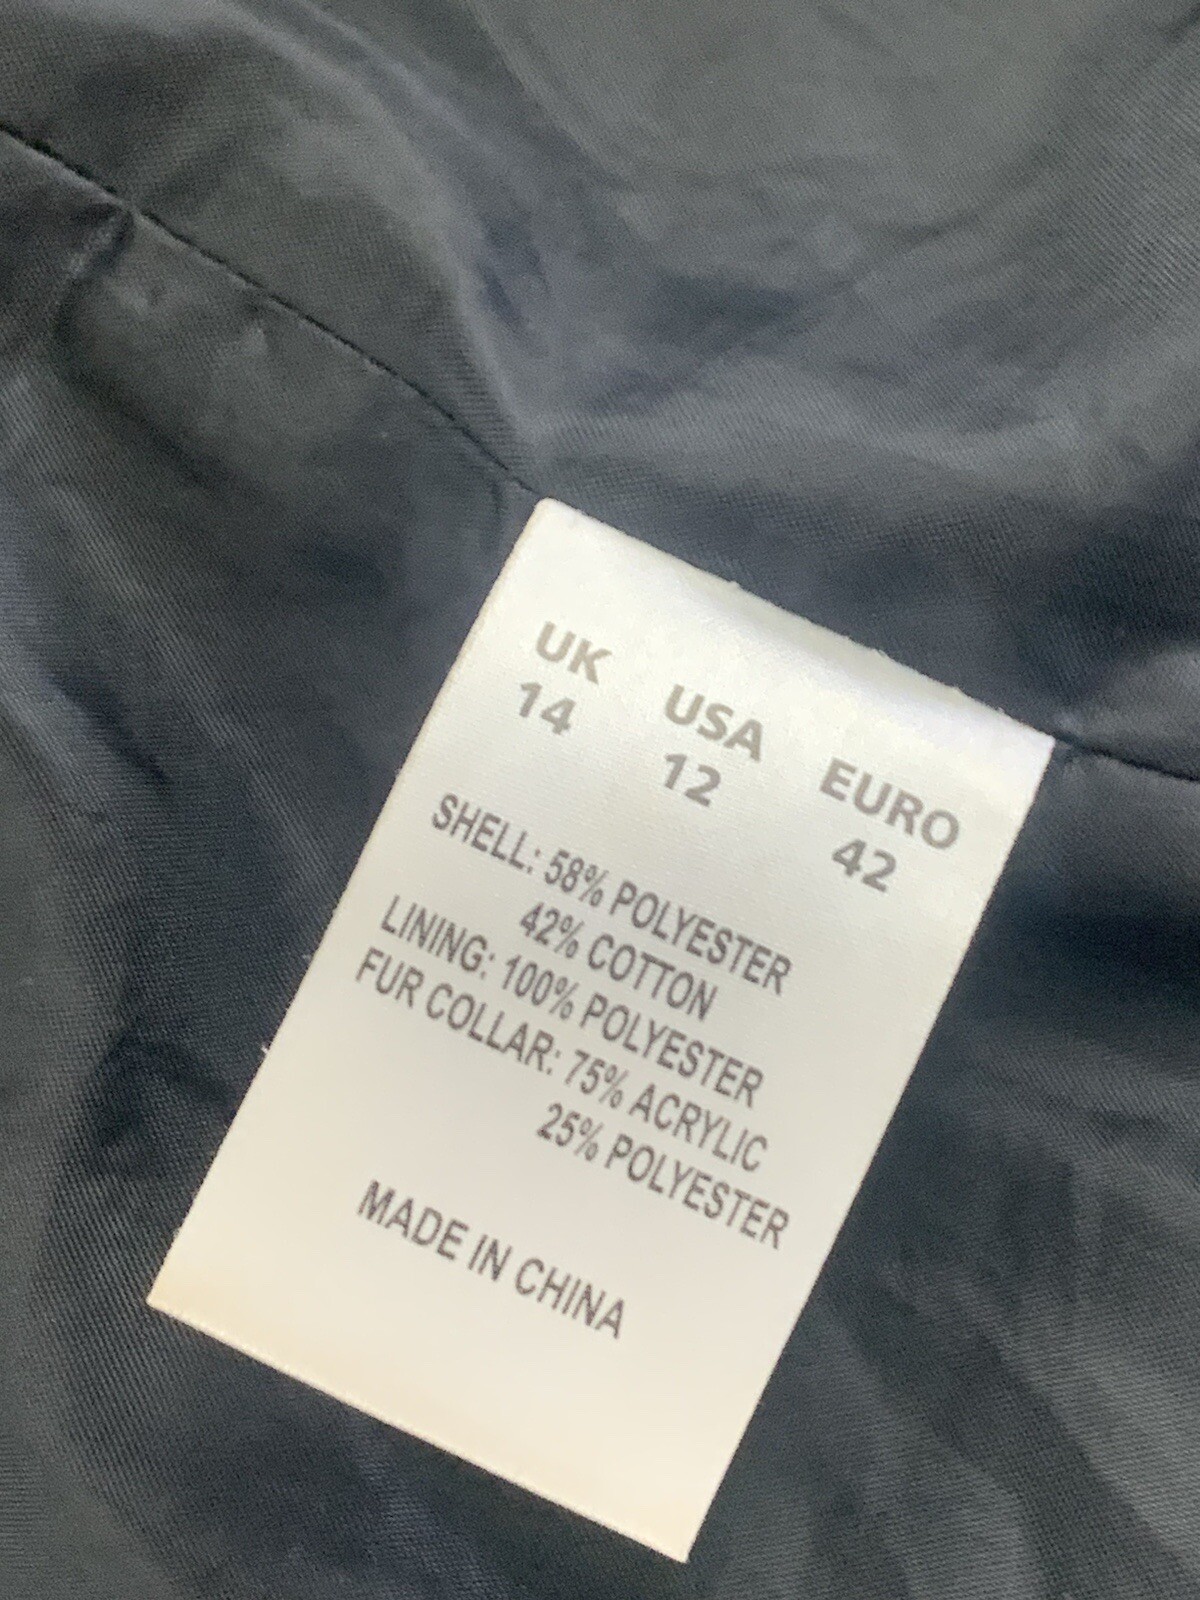 UK USA EURO
14 12 42
SHELL: 58% POLYESTER
42% COTTON
LINING: 100% POLYESTER
FUR COLLAR: 75% ACRYLIC
25% POLYESTER
MADE IN CHINA